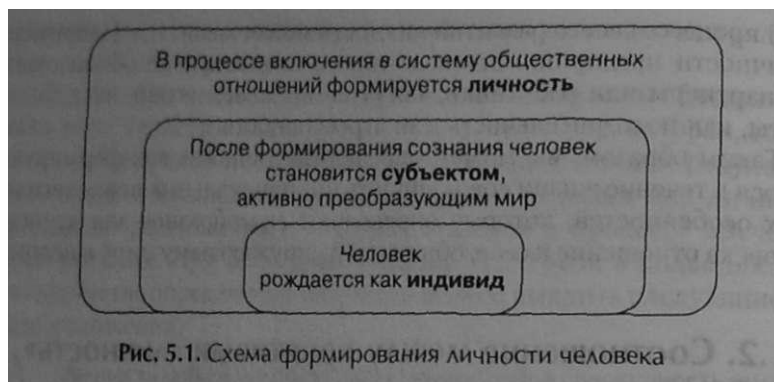 В процессе включения в систему общественных
отношений формируется личность
После формирования сознания человек
становится субъектом,
активно преобразующим мир
Человек
рождается как индивид
Рис. 5.1. Схема формирования личности человека